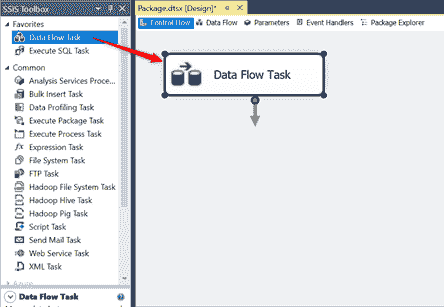 SSIS Toolbox
Favorites
Data Flow Task
Execute SQL Task
Common
Analysis Services Proce...
Bulk Insert Task
Data Profiling Task
Execute Package Task
Execute Process Task
Expression Task
File System Task
FTP Task
Hadoop File System Task
Hadoop Hive Task
Hadoop Pig Task
Script Task
Send Mail Task
Web Service Task
XML Task
Azure
Data Flow Task
Package.dtsx [Design]*
Control Flow
Data Flow
Parameters
Event Handlers
Package Explorer
Data Flow Task